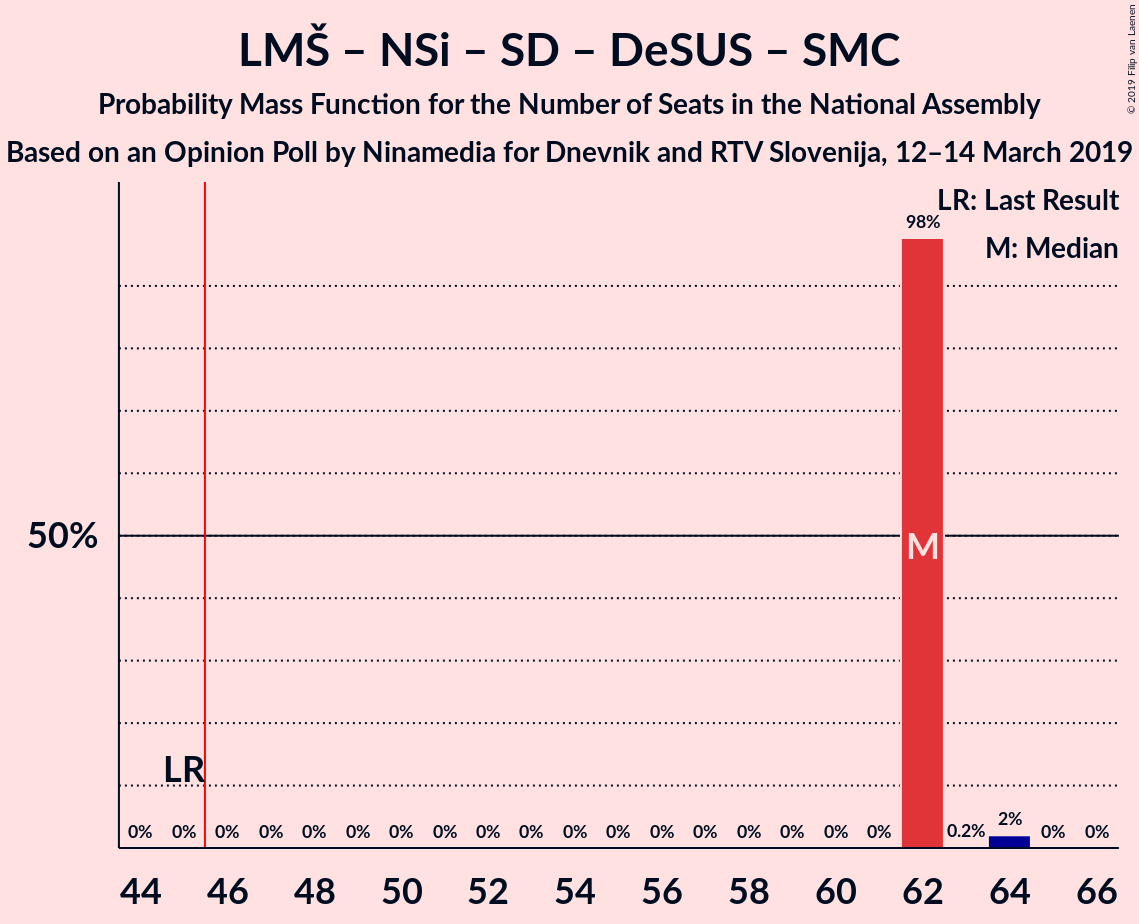 LMŠ – NSi – SD – DeSUS – SMC
Probability Mass Function for the Number of Seats in the National Assembly
Based on an Opinion Poll by Ninamedia for Dnevnik and RTV Slovenija, 12–14 March 2019
© 2019 Filip van Laenen
LR: Last Result
M: Median
98%
50%
M
LR
0% 0% 0% 0% 0% 0% 0% 0% 0% 0% 0% 0% 0% 0% 0% 0% 0% 0% 0.2% 2% 0% 0%
44 46 48 50 52 54 56 58 60 62 64 66